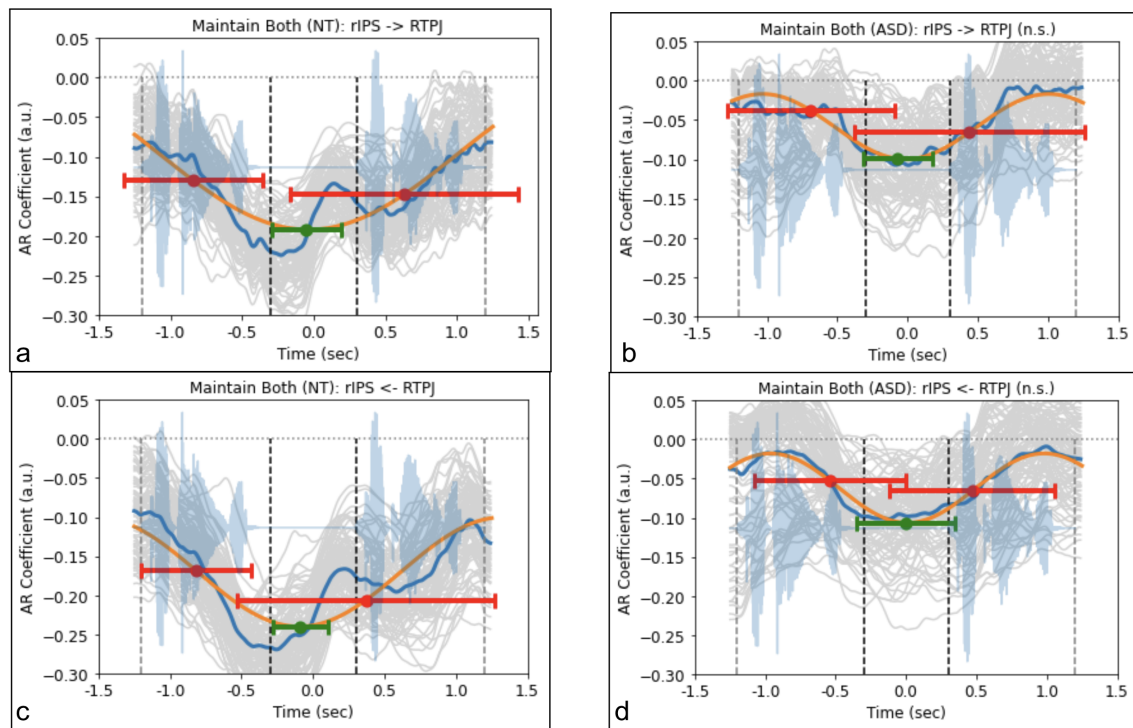 Maintain Both (NT): rIPS -> RTPJ
0.05
0.00
−0.05
−0.10
−0.15
−0.20
−0.25
−0.30
AR Coefficient (a.u.)
-1.5 -1.0 -0.5 0.0 0.5 1.0 1.5
Time (sec)
a
Maintain Both (ASD): rIPS -> RTPJ (n.s.)
0.05
0.00
−0.05
−0.10
−0.15
−0.20
−0.25
−0.30
AR Coefficient (a.u.)
-1.5 -1.0 -0.5 0.0 0.5 1.0 1.5
Time (sec)
b
Maintain Both (NT): rIPS <- RTPJ
0.05
0.00
−0.05
−0.10
−0.15
−0.20
−0.25
−0.30
AR Coefficient (a.u.)
-1.5 -1.0 -0.5 0.0 0.5 1.0 1.5
Time (sec)
c
Maintain Both (ASD): rIPS <- RTPJ (n.s.)
0.05
0.00
−0.05
−0.10
−0.15
−0.20
−0.25
−0.30
AR Coefficient (a.u.)
-1.5 -1.0 -0.5 0.0 0.5 1.0 1.5
Time (sec)
d